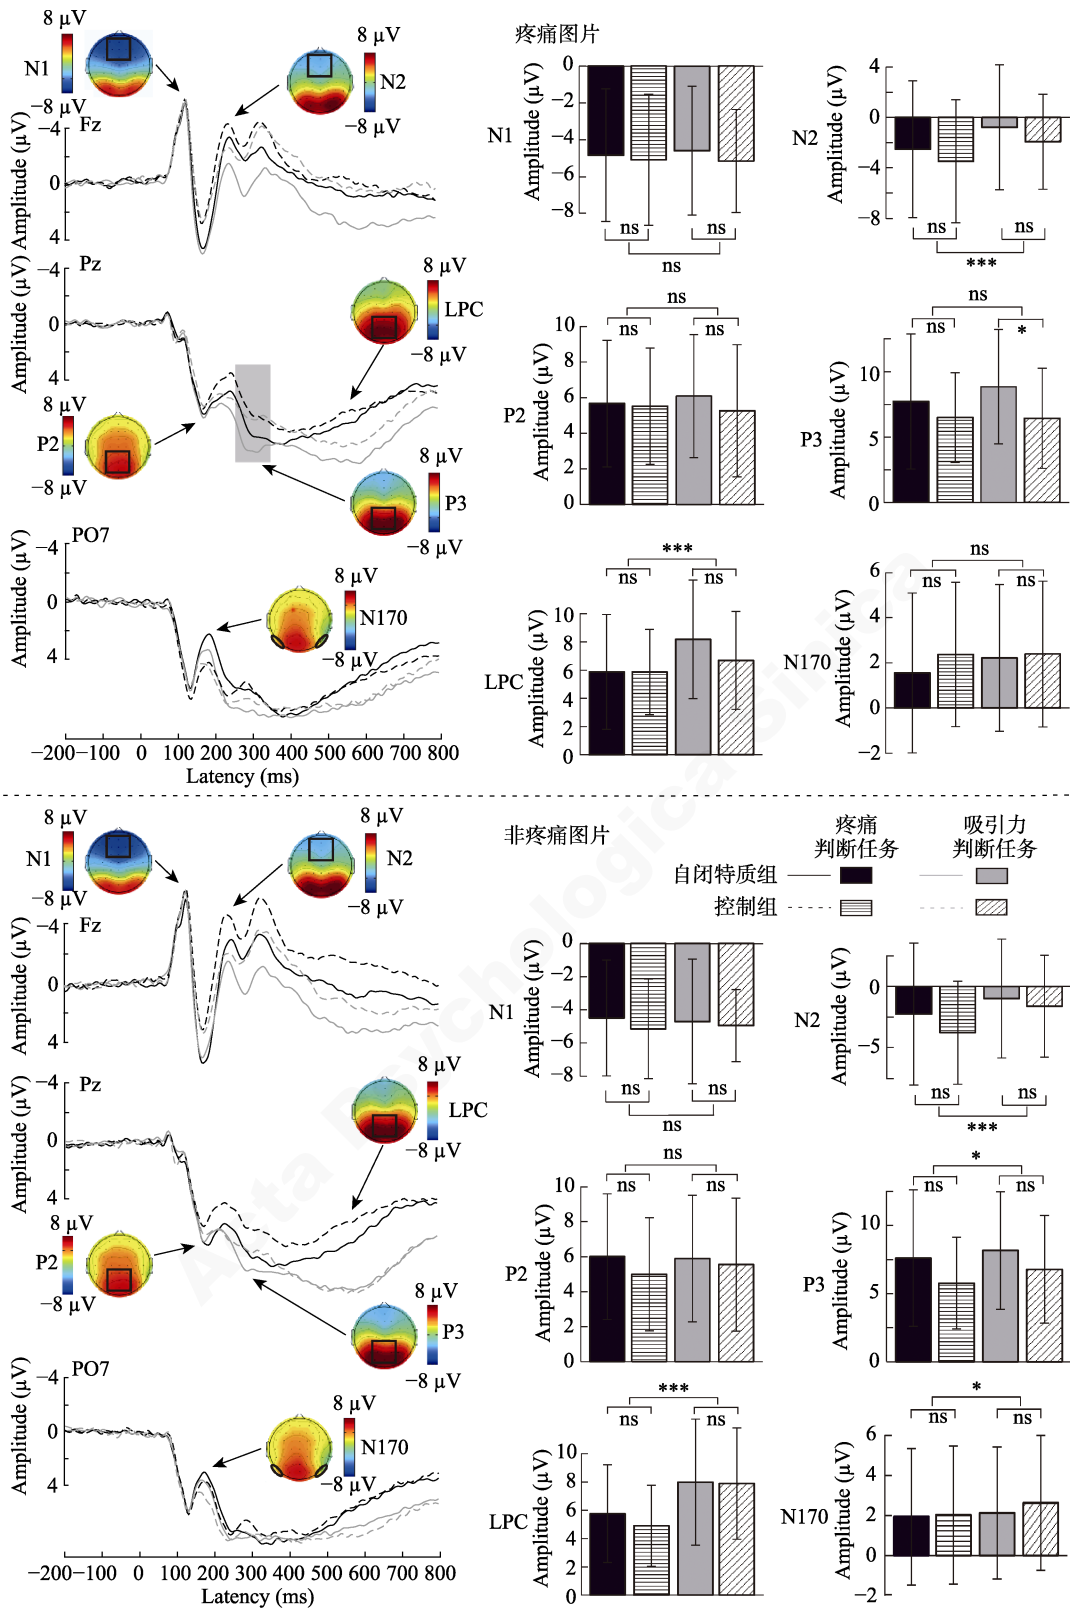 疼痛图片
8 μV
N1
−8 μV
8 μV
N2
−8 μV
Fz
−4
0
4
Amplitude (μV)
Pz
−4
0
4
Amplitude (μV)
8 μV
LPC
−8 μV
8 μV
P2
−8 μV
8 μV
P3
−8 μV
PO7
−4
0
4
Amplitude (μV)
8 μV
N170
−8 μV
−200 −100 0 100 200 300 400 500 600 700 800
Latency (ms)
N1
Amplitude (μV)
0
−2
−4
−6
−8
ns ns
ns
N2
Amplitude (μV)
4
0
−4
−8
ns ns
***
P2
Amplitude (μV)
10
8
6
4
2
0
ns
ns ns
P3
Amplitude (μV)
10
5
0
ns
ns *
LPC
Amplitude (μV)
10
8
6
4
2
0
***
ns ns
N170
Amplitude (μV)
6
4
2
0
−2
ns
ns ns
非疼痛图片
疼痛 吸引力
判断任务 判断任务
自闭特质组
控制组
8 μV
N1
−8 μV
8 μV
N2
−8 μV
Fz
−4
0
4
Amplitude (μV)
Pz
−4
0
4
Amplitude (μV)
8 μV
LPC
−8 μV
8 μV
P2
−8 μV
8 μV
P3
−8 μV
PO7
−4
0
4
Amplitude (μV)
8 μV
N170
−8 μV
−200 −100 0 100 200 300 400 500 600 700 800
Latency (ms)
N1
Amplitude (μV)
0
−2
−4
−6
−8
ns ns
ns
N2
Amplitude (μV)
0
−5
ns ns
***
P2
Amplitude (μV)
10
8
6
4
2
0
ns
ns ns
P3
Amplitude (μV)
10
5
0
*
ns ns
LPC
Amplitude (μV)
10
8
6
4
2
0
***
ns ns
N170
Amplitude (μV)
6
4
2
0
−2
*
ns ns
Acta Psychologica Sinica